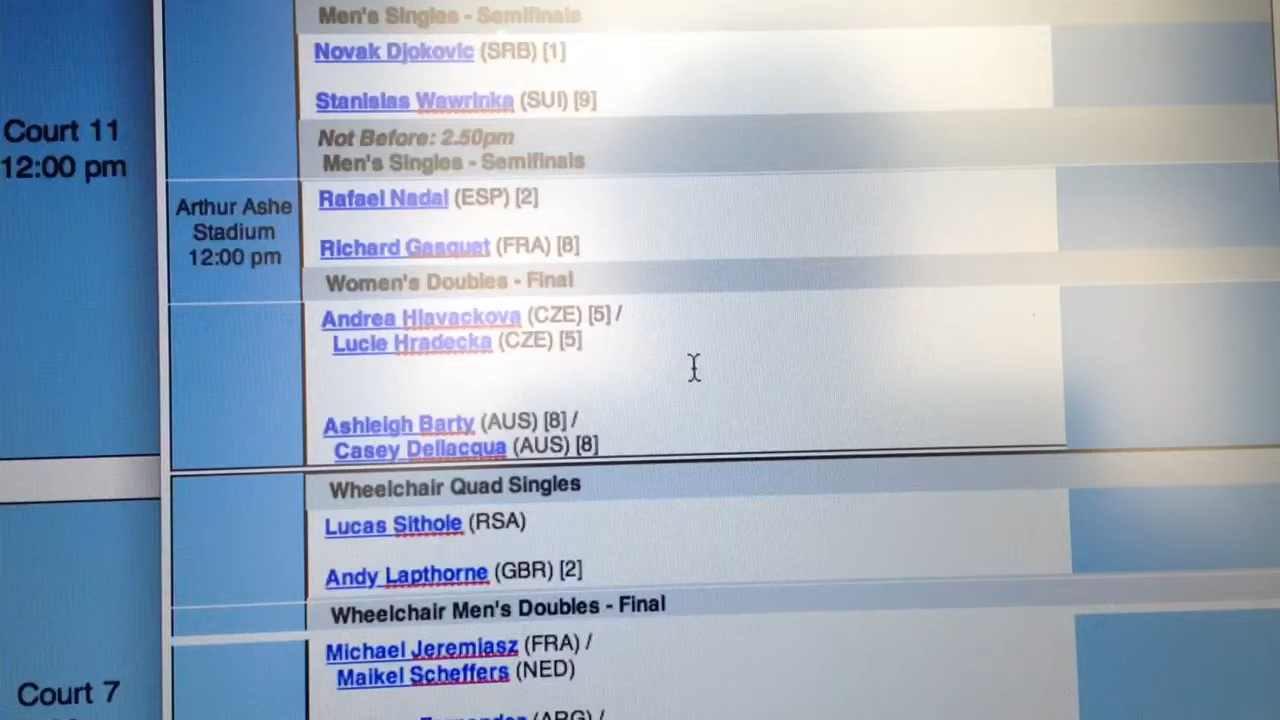 Men's Singles - Semifinals
Novak Djokovic (SRB) [1]
Stanislas Wawrinka (SUI) [9]
Court 11
12:00 pm
Not Before: 2.50pm
Men's Singles - Semifinals
Arthur Ashe
Stadium
12:00 pm
Rafael Nadal (ESP) [2]
Richard Gasquet (FRA) [8]
Women's Doubles - Final
Andrea Hlavackova (CZE) [5] /
Lucie Hradecka (CZE) [5]
Ashleigh Barty (AUS) [8] /
Casey Dellacqua (AUS) [8]
Wheelchair Quad Singles
Lucas Sithole (RSA)
Andy Lapthorne (GBR) [2]
Wheelchair Men's Doubles - Final
Michael Jeremiasz (FRA) /
Maikel Scheffers (NED)
Court 7
Fernandez (ARG) /